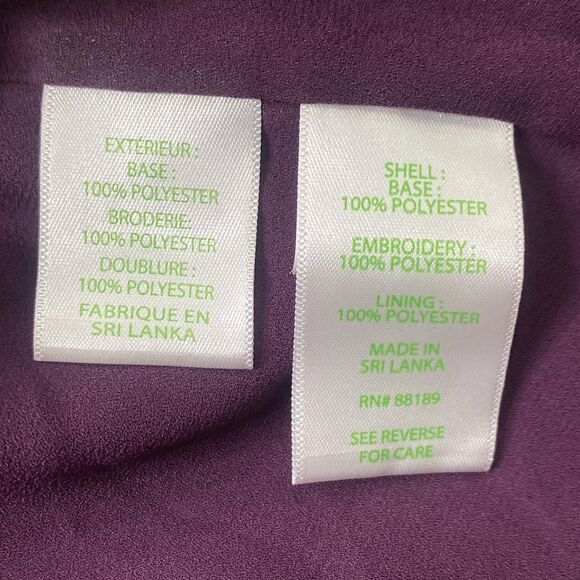 EXTÉRIEUR :
BASE :
100% POLYESTER
BRODERIE:
100% POLYESTER
DOUBLURE :
100% POLYESTER
FABRIQUE EN
SRI LANKA
SHELL :
BASE :
100% POLYESTER
EMBROIDERY :
100% POLYESTER
LINING :
100% POLYESTER
MADE IN
SRI LANKA
RN# 88189
SEE REVERSE
FOR CARE